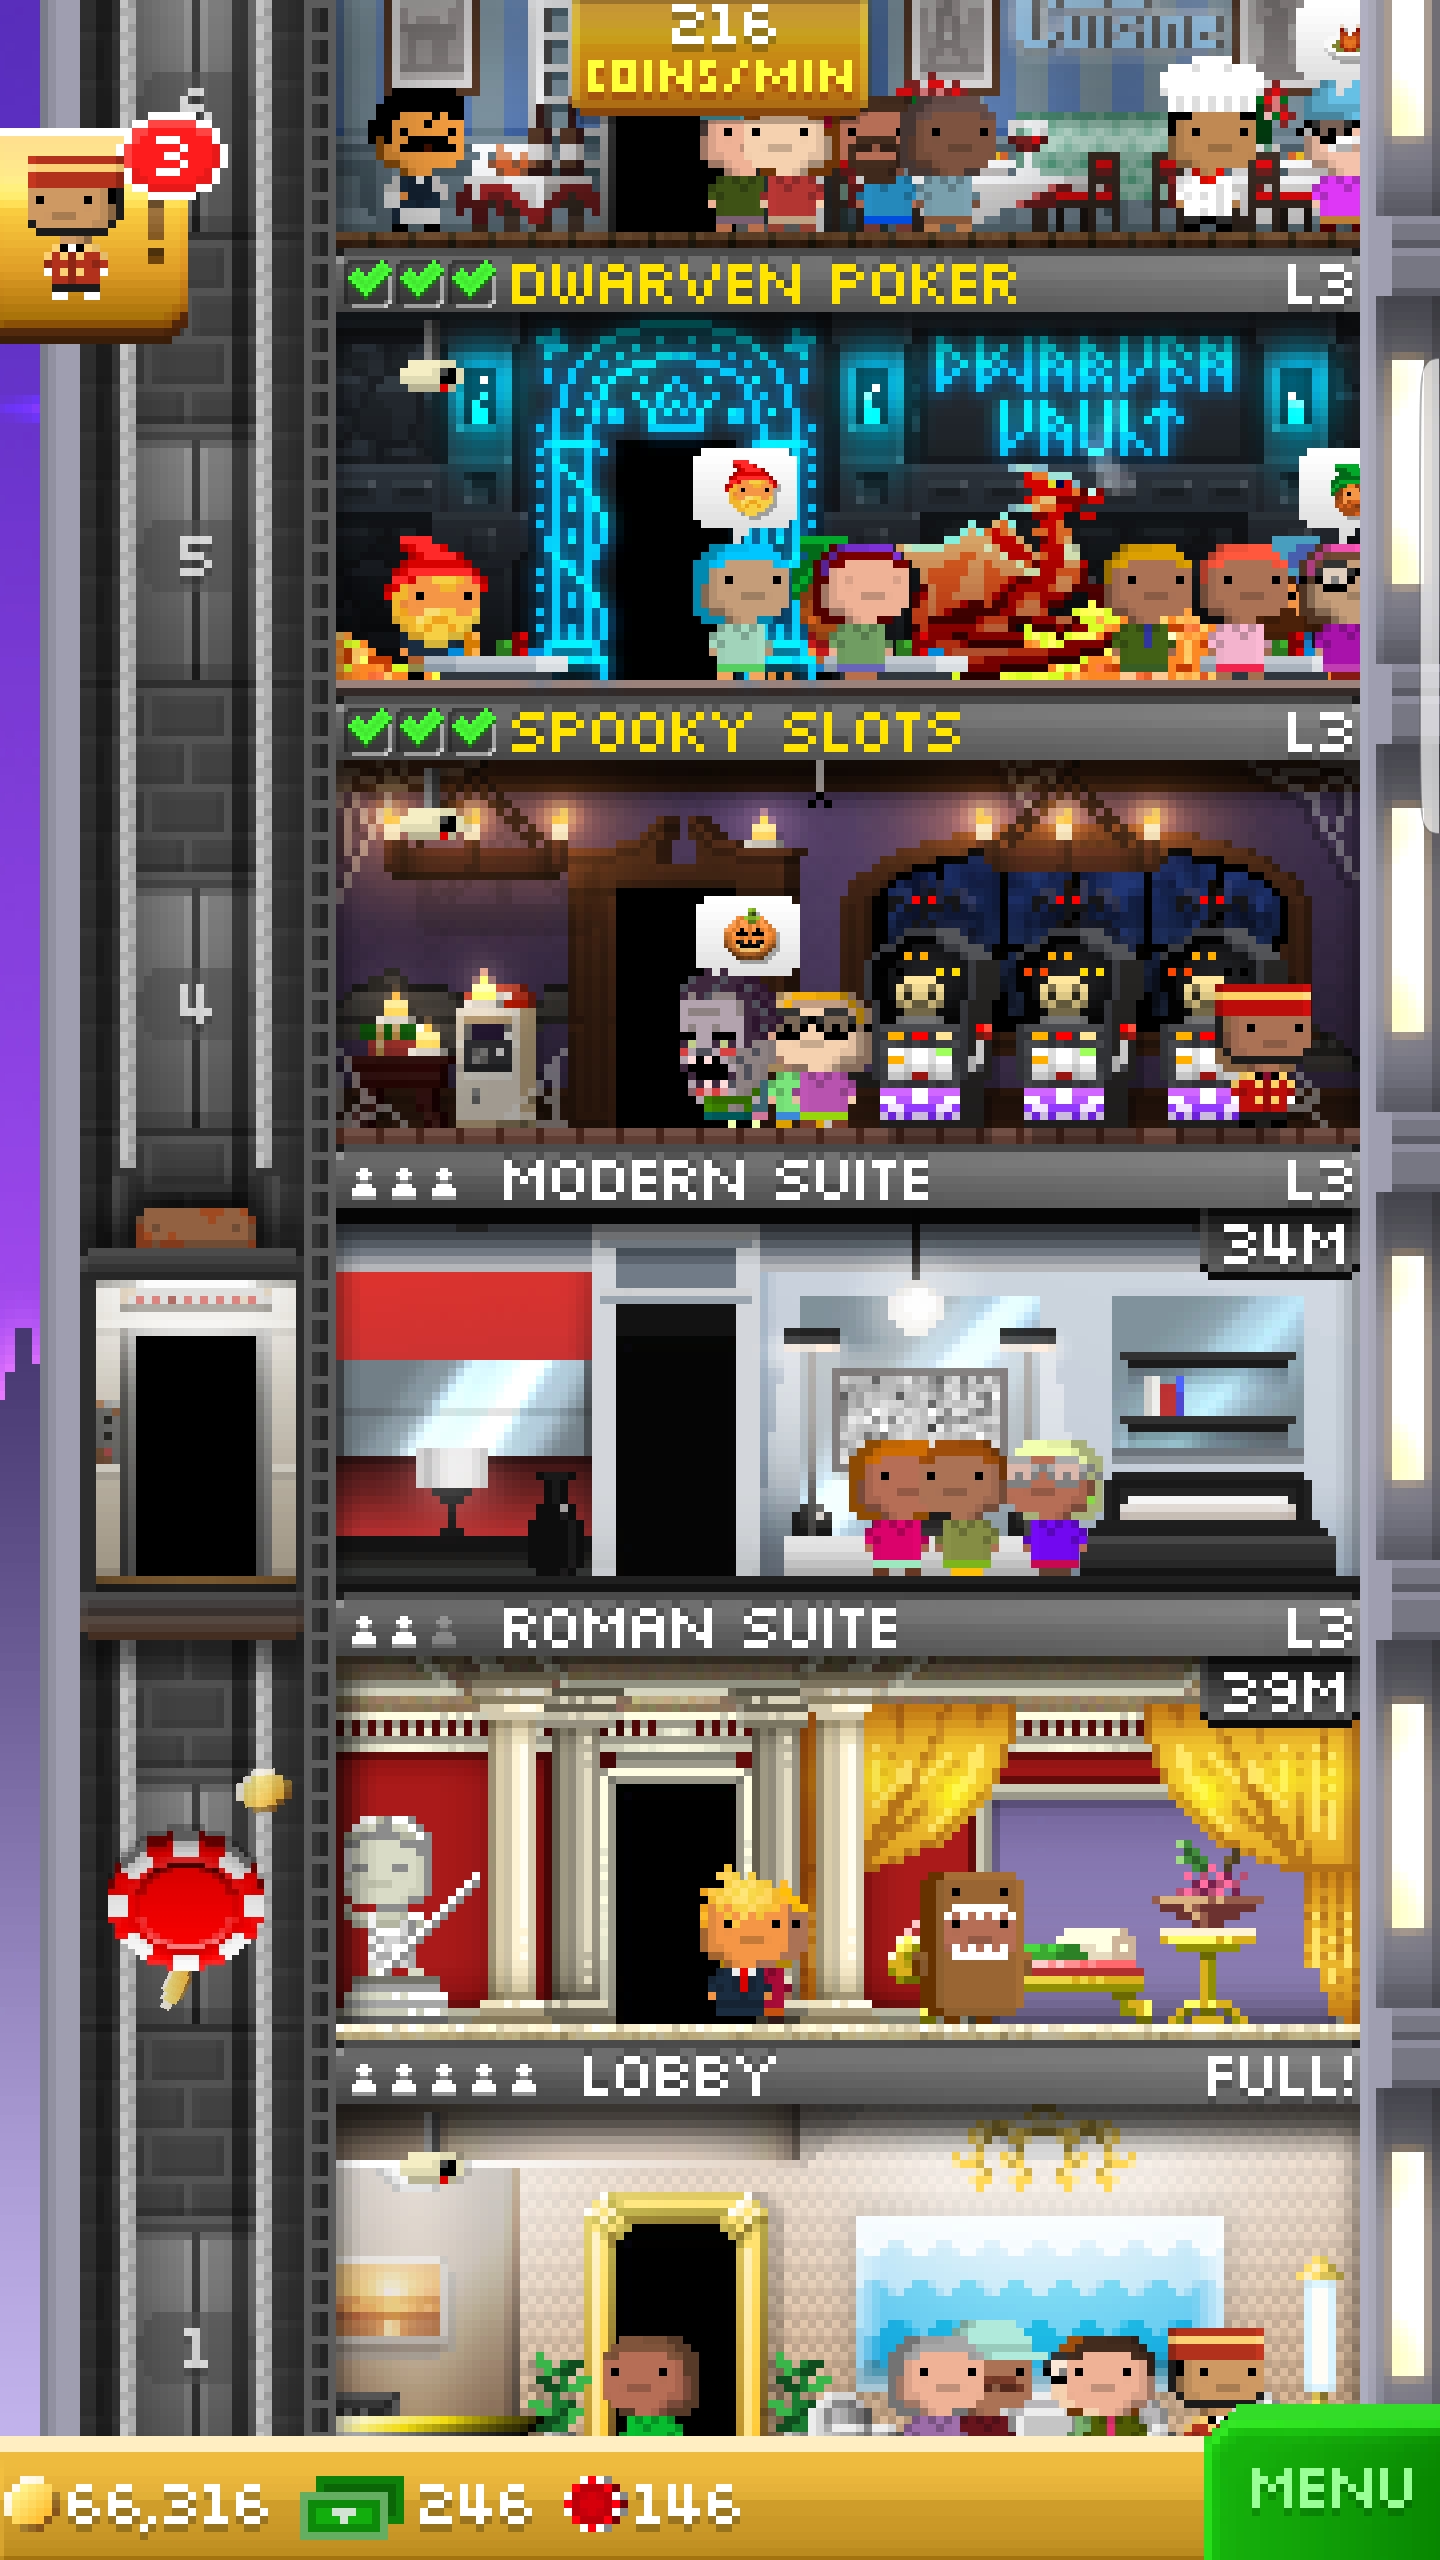 216
COINS/MIN
Cuisine!
3
DWARVEN POKER L3
DWARVEN
VAULT
5
SPOOKY SLOTS L3
4
MODERN SUITE L3
34M
ROMAN SUITE L3
39M
LOBBY FULL!
1
66,316 246 146
MENU